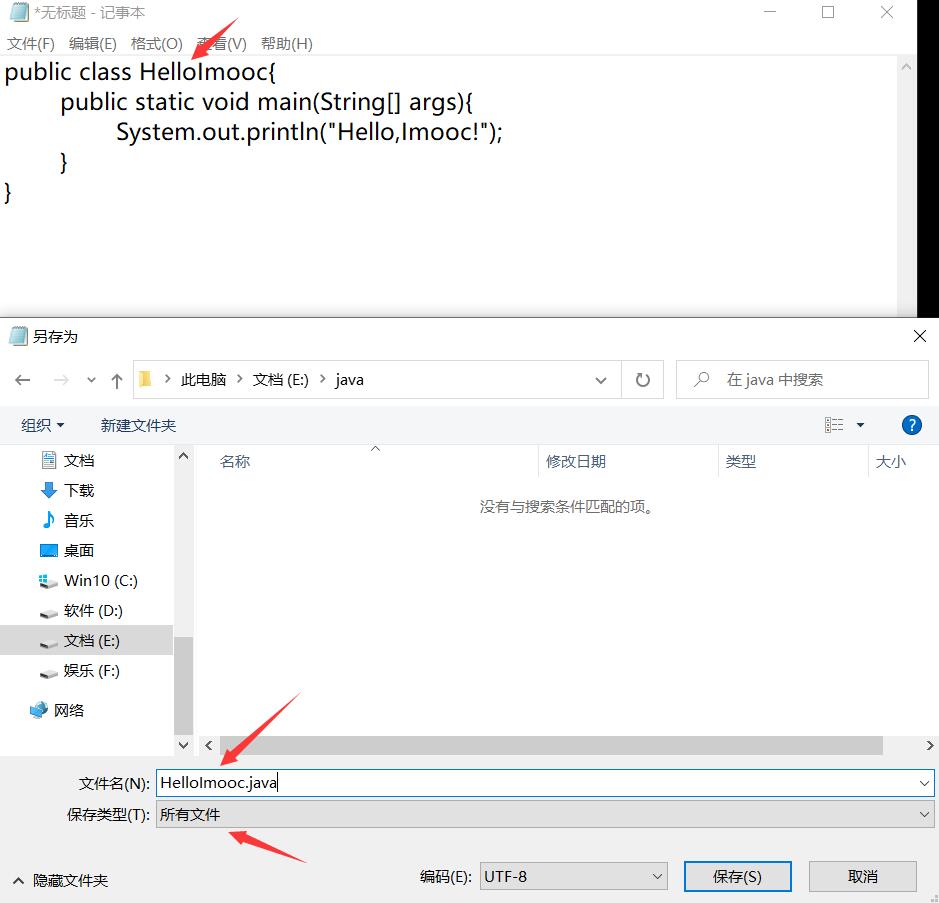 *无标题 - 记事本
文件(F) 编辑(E) 格式(O) 查看(V) 帮助(H)
public class HelloImooc{
public static void main(String[] args){
System.out.println("Hello,Imooc!");
}
}
另存为
此电脑 > 文档 (E:) > java
在 java 中搜索
组织 新建文件夹
名称 修改日期 类型 大小
没有与搜索条件匹配的项。
文档
下载
音乐
桌面
Win10 (C:)
软件 (D:)
文档 (E:)
娱乐 (F:)
网络
文件名(N): HelloImooc.java
保存类型(T): 所有文件
隐藏文件夹 编码(E): UTF-8 保存(S) 取消